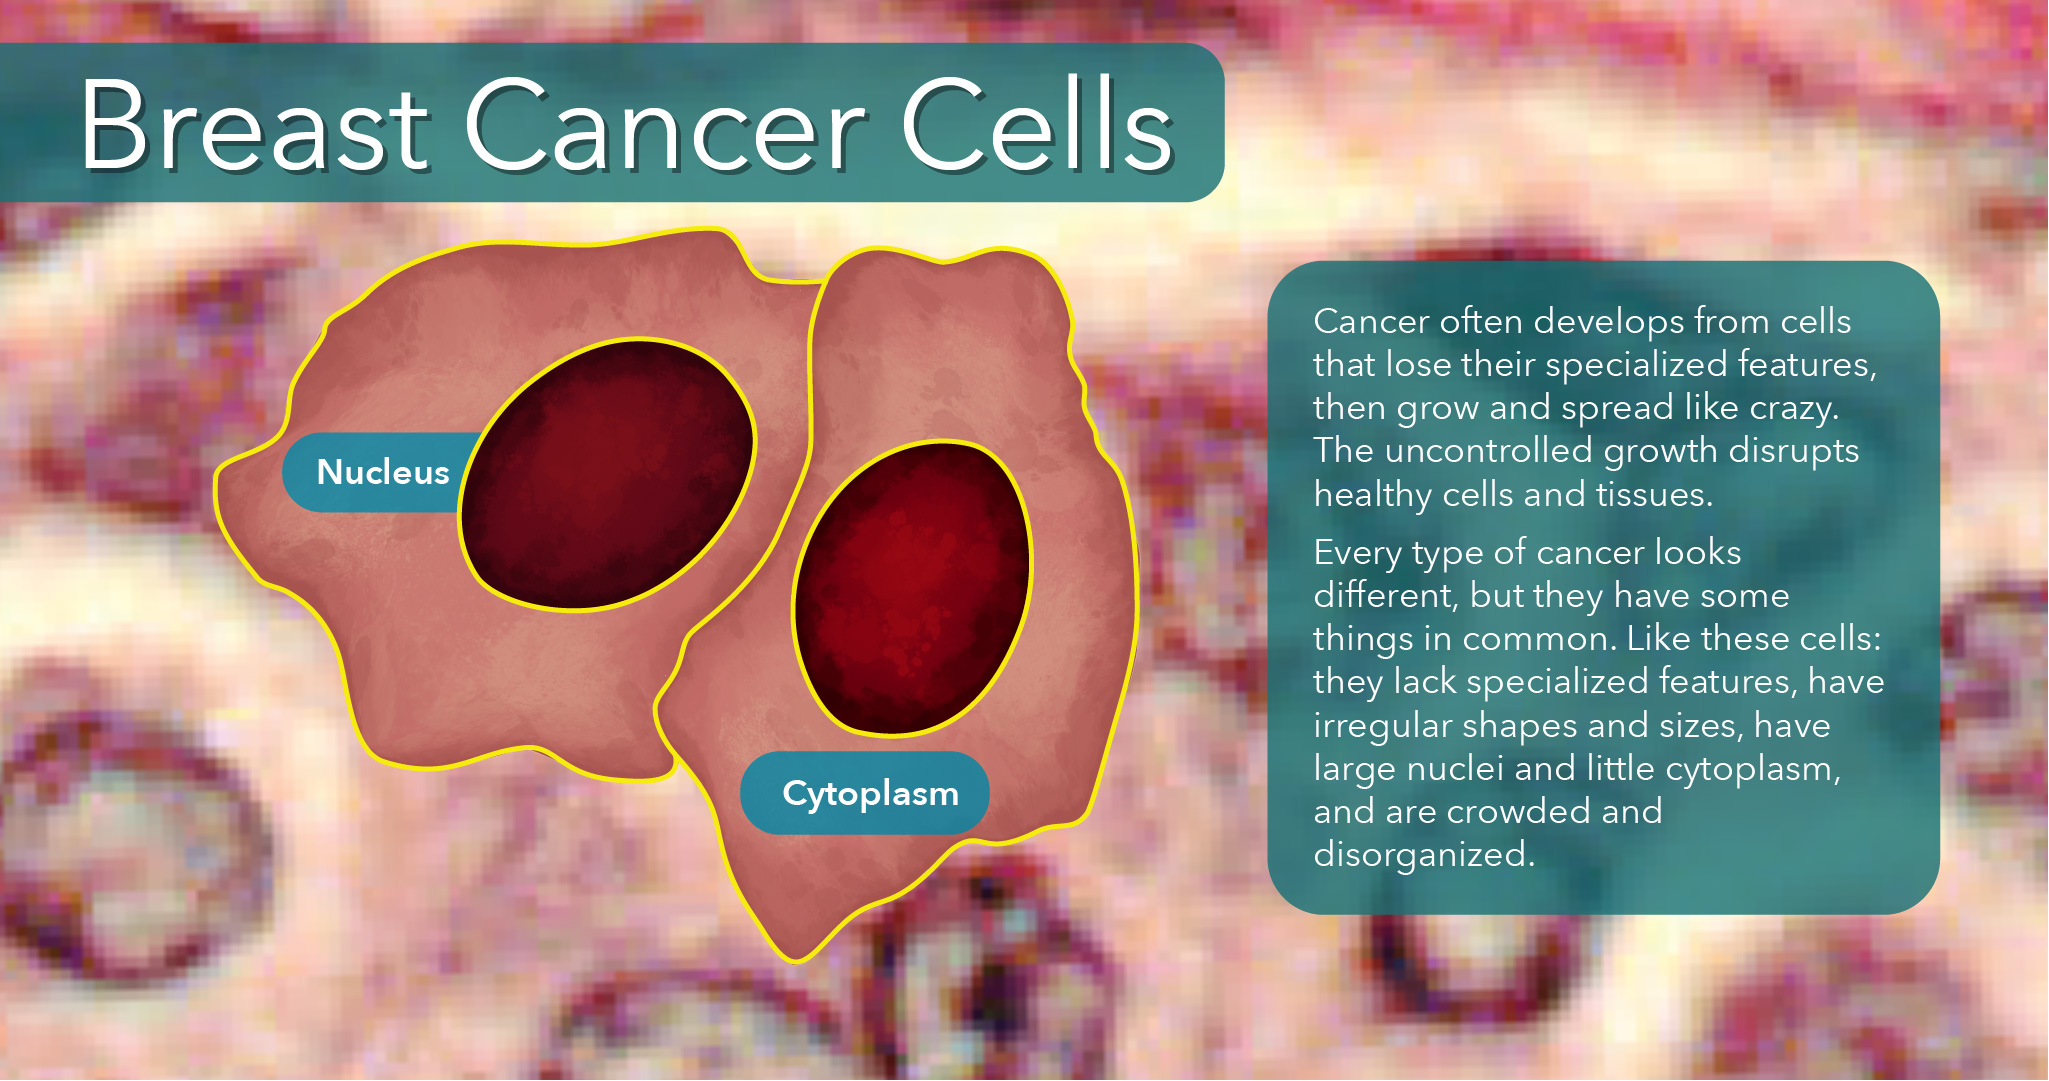 Breast Cancer Cells
Nucleus
Cytoplasm
Cancer often develops from cells
that lose their specialized features,
then grow and spread like crazy.
The uncontrolled growth disrupts
healthy cells and tissues.
Every type of cancer looks
different, but they have some
things in common. Like these cells:
they lack specialized features, have
irregular shapes and sizes, have
large nuclei and little cytoplasm,
and are crowded and
disorganized.